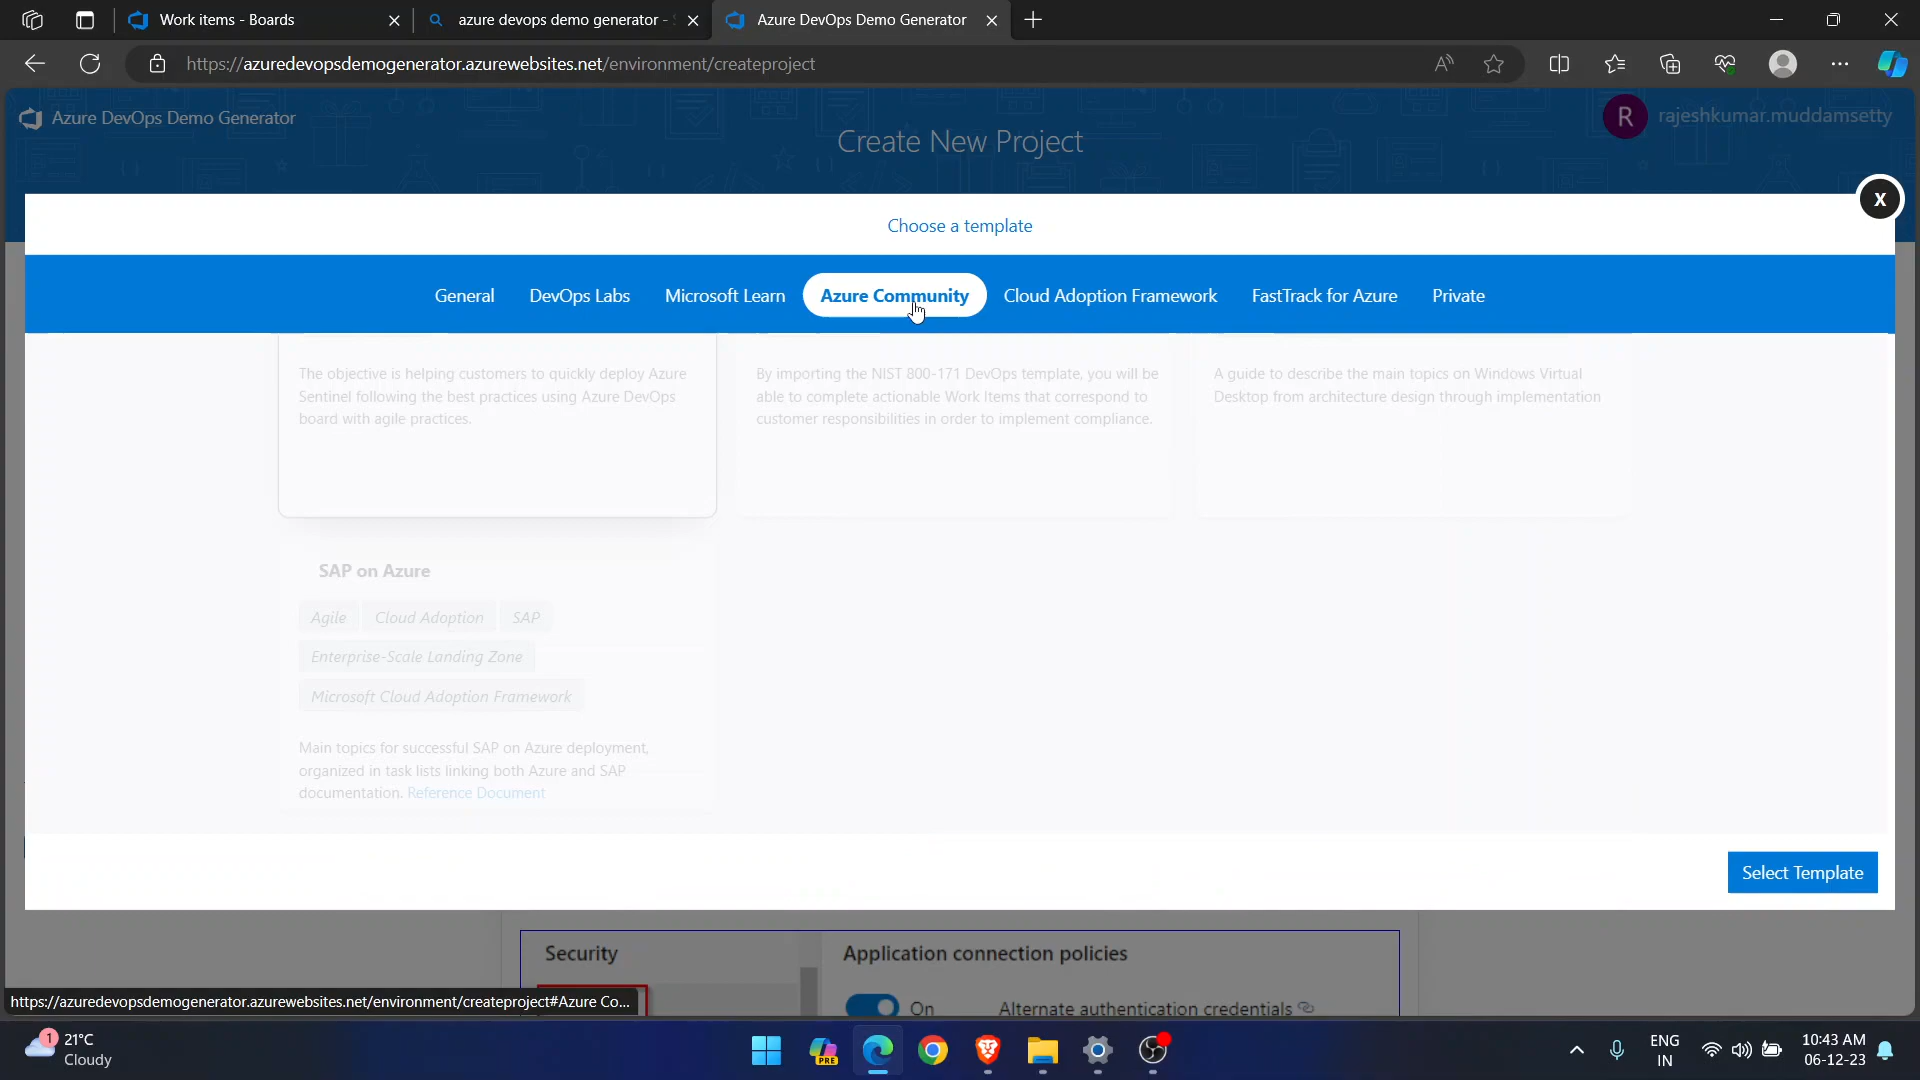 Work items - Boards
azure devops demo generator - S
Azure DevOps Demo Generator
https://azuredevopsdemogenerator.azurewebsites.net/environment/createproject
Azure DevOps Demo Generator
R rajeshkumar.muddamsetty
Create New Project
X
Choose a template
General DevOps Labs Microsoft Learn Azure Community Cloud Adoption Framework FastTrack for Azure Private
The objective is helping customers to quickly deploy Azure
Sentinel following the best practices using Azure DevOps
board with agile practices.
By importing the NIST 800-171 DevOps template, you will be
able to complete actionable Work Items that correspond to
customer responsibilities in order to implement compliance.
A guide to describe the main topics on Windows Virtual
Desktop from architecture design through implementation
SAP on Azure
Agile Cloud Adoption SAP
Enterprise-Scale Landing Zone
Microsoft Cloud Adoption Framework
Main topics for successful SAP on Azure deployment,
organized in task lists linking both Azure and SAP
documentation. Reference Document
Select Template
Security
Application connection policies
On Alternate authentication credentials
https://azuredevopsdemogenerator.azurewebsites.net/environment/createproject#Azure Co...
1
21°C
Cloudy
PRE
ENG
IN
10:43 AM
06-12-23